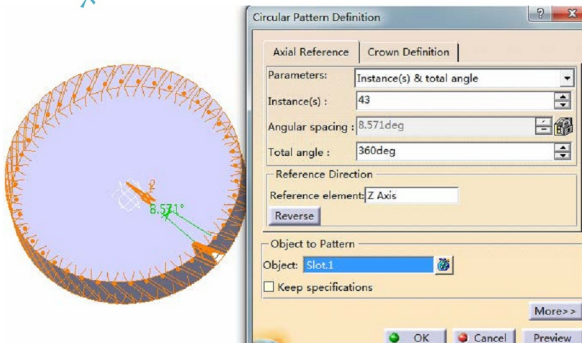 Circular Pattern Definition
Axial Reference
Crown Definition
Parameters:
Instance(s) & total angle
Instance(s) :
43
Angular spacing :
8.571deg
Total angle :
360deg
Reference Direction
Reference element:
Z Axis
Reverse
Object to Pattern
Object:
Slot.1
Keep specifications
More>>
OK
Cancel
Preview
8.571°